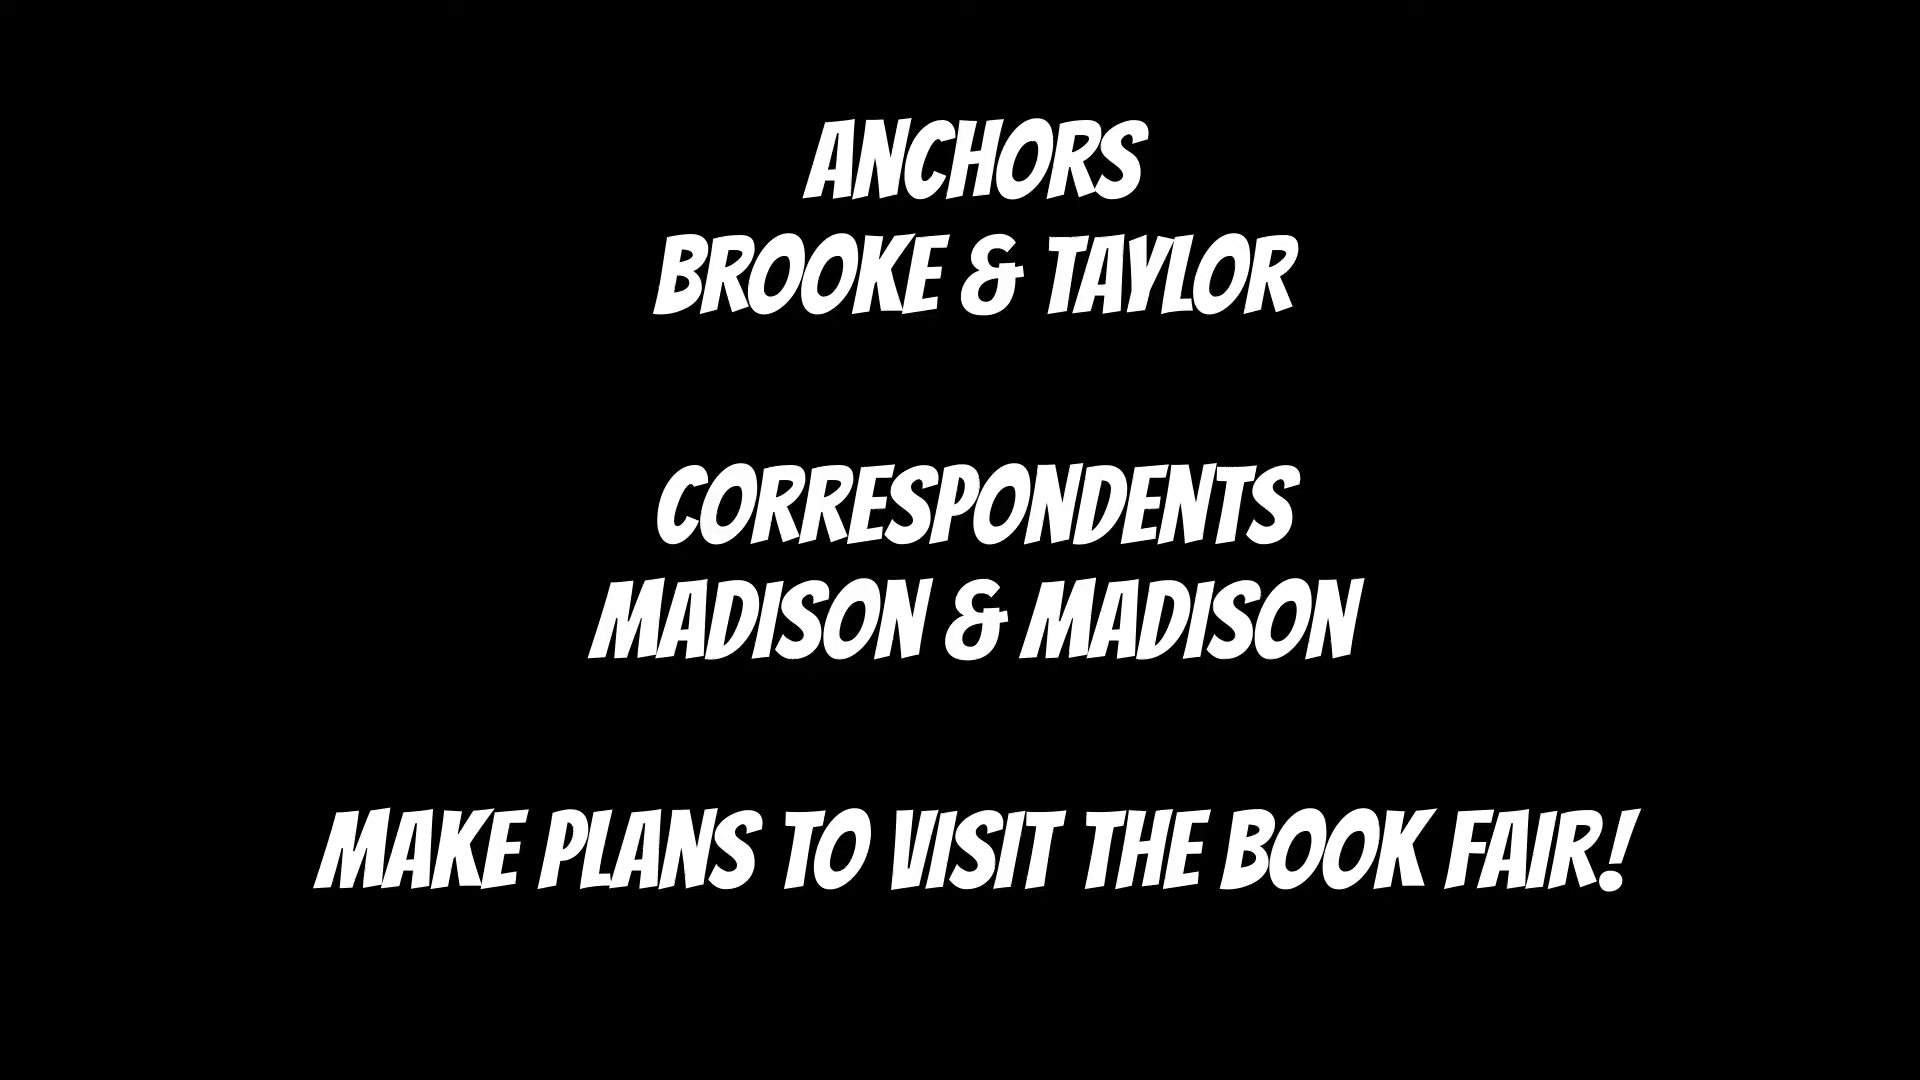 ANCHORS
BROOKE & TAYLOR
CORRESPONDENTS
MADISON & MADISON
MAKE PLANS TO VISIT THE BOOK FAIR!